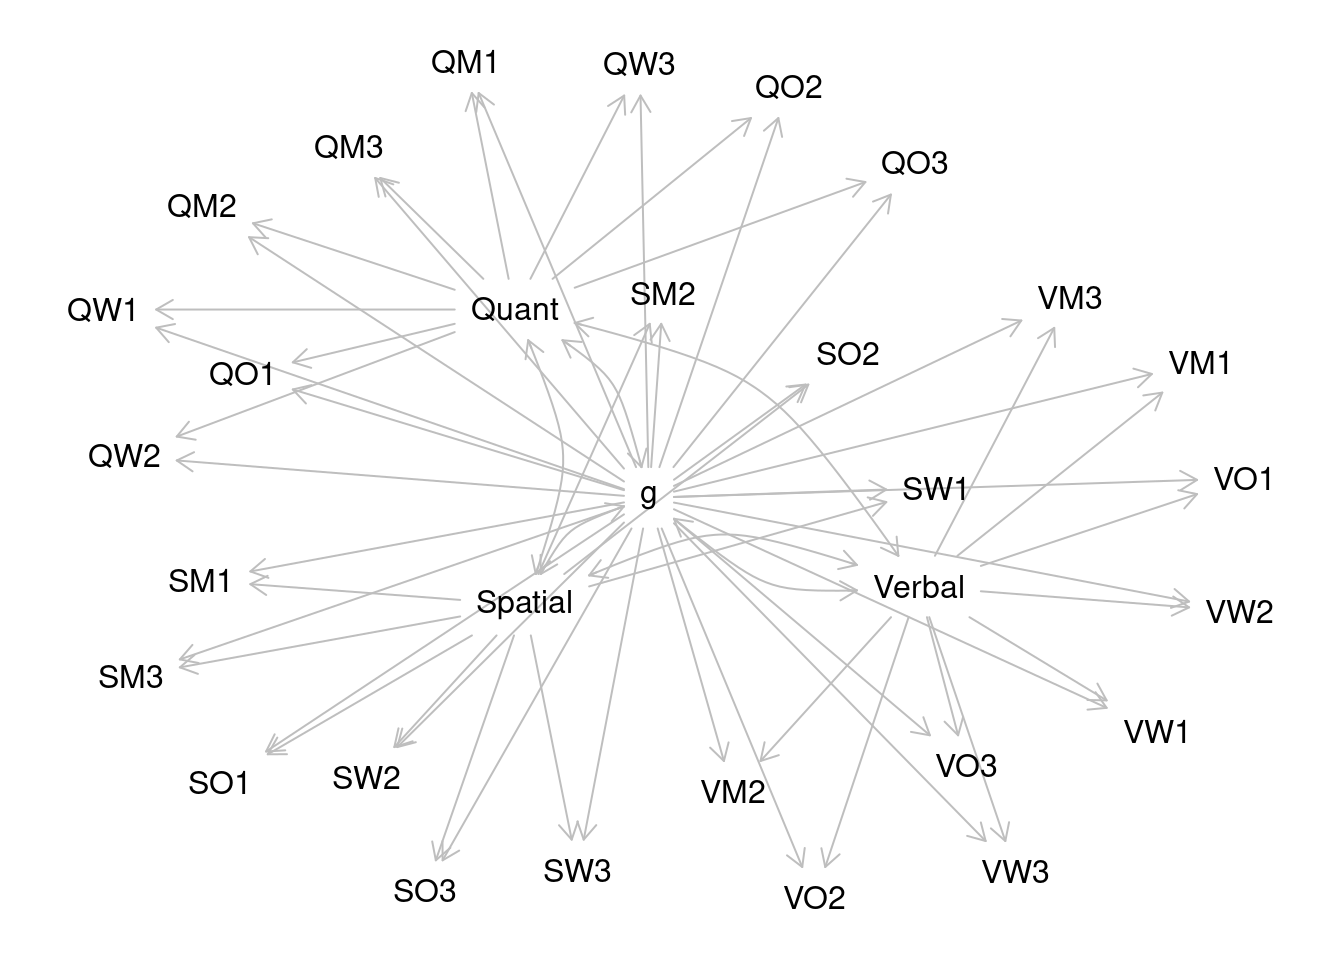 QM1
QW3
QO2
QM3
QO3
QM2
SM2
VM3
QW1
Quant
SO2
VM1
QO1
QW2
VO1
SW1
g
SM1
Verbal
Spatial
VW2
SM3
VW1
VO3
SO1
SW2
VM2
SW3
VW3
SO3
VO2